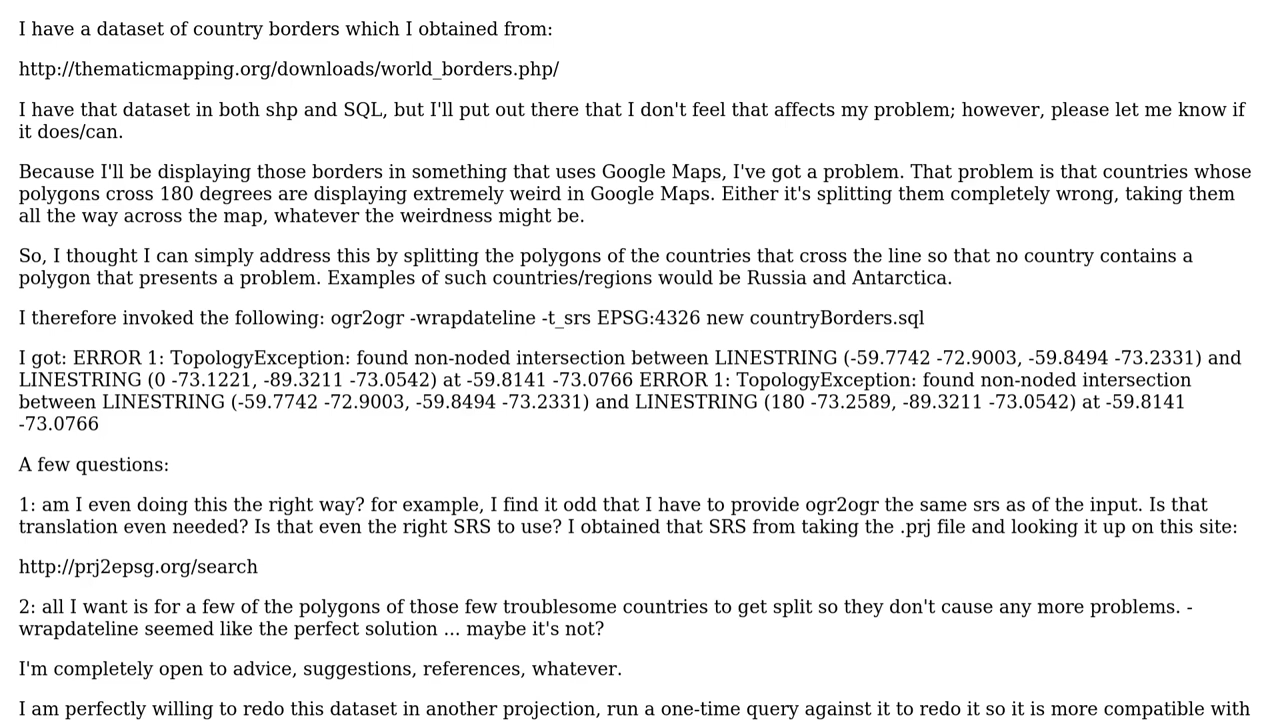 I have a dataset of country borders which I obtained from:
http://thematicmapping.org/downloads/world_borders.php/
I have that dataset in both shp and SQL, but I'll put out there that I don't feel that affects my problem; however, please let me know if
it does/can.
Because I'll be displaying those borders in something that uses Google Maps, I've got a problem. That problem is that countries whose
polygons cross 180 degrees are displaying extremely weird in Google Maps. Either it's splitting them completely wrong, taking them
all the way across the map, whatever the weirdness might be.
So, I thought I can simply address this by splitting the polygons of the countries that cross the line so that no country contains a
polygon that presents a problem. Examples of such countries/regions would be Russia and Antarctica.
I therefore invoked the following: ogr2ogr -wrapdateline -t_srs EPSG:4326 new countryBorders.sql
I got: ERROR 1: TopologyException: found non-noded intersection between LINESTRING (-59.7742 -72.9003, -59.8494 -73.2331) and
LINESTRING (0 -73.1221, -89.3211 -73.0542) at -59.8141 -73.0766 ERROR 1: TopologyException: found non-noded intersection
between LINESTRING (-59.7742 -72.9003, -59.8494 -73.2331) and LINESTRING (180 -73.2589, -89.3211 -73.0542) at -59.8141
-73.0766
A few questions:
1: am I even doing this the right way? for example, I find it odd that I have to provide ogr2ogr the same srs as of the input. Is that
translation even needed? Is that even the right SRS to use? I obtained that SRS from taking the .prj file and looking it up on this site:
http://prj2epsg.org/search
2: all I want is for a few of the polygons of those few troublesome countries to get split so they don't cause any more problems. -
wrapdateline seemed like the perfect solution ... maybe it's not?
I'm completely open to advice, suggestions, references, whatever.
I am perfectly willing to redo this dataset in another projection, run a one-time query against it to redo it so it is more compatible with